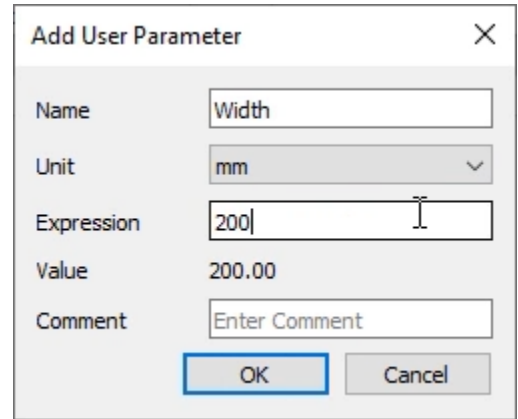 Add User Parameter
Name Width
Unit mm
Expression 200
Value 200.00
Comment Enter Comment
OK Cancel